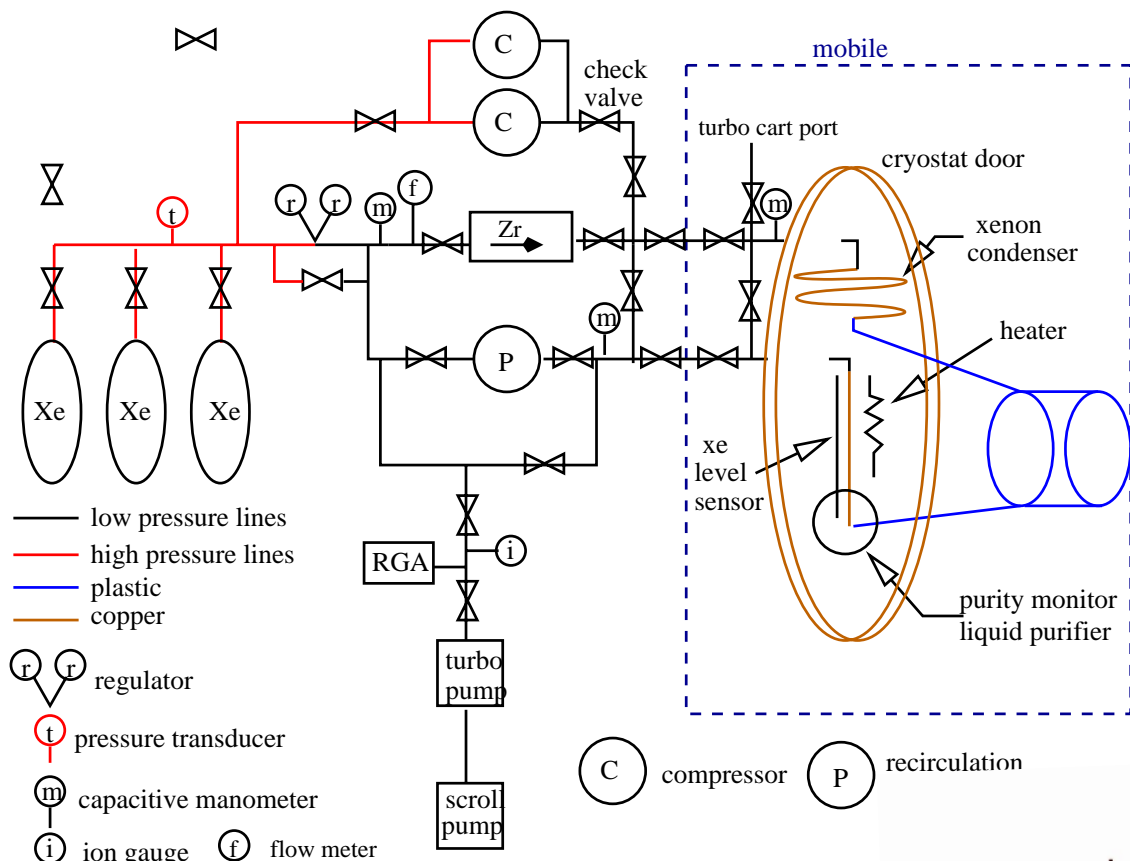 C
mobile
check
valve
C
turbo cart port
cryostat door
r r
f
m
t
Zr
m
xenon
condenser
m
heater
P
Xe
Xe
Xe
xe
level
sensor
low pressure lines
high pressure lines
plastic
copper
RGA
i
purity monitor
liquid purifier
r r
regulator
turbo
pump
t
pressure transducer
C
compressor
P
recirculation
m
capacitive manometer
scroll
pump
i
ion gauge
f
flow meter